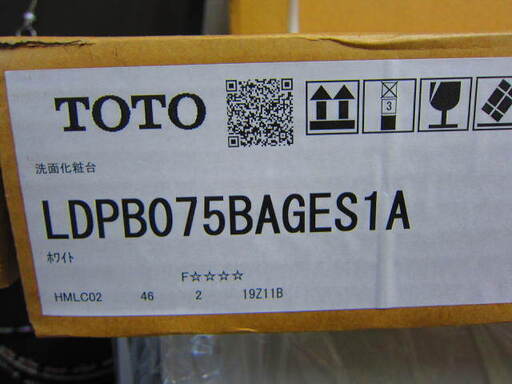 TOTO
3
洗面化粧台
LDPB075BAGES1A
ﾎﾜｲﾄ
F☆☆☆☆
HMLC02 46 2 19Z11B